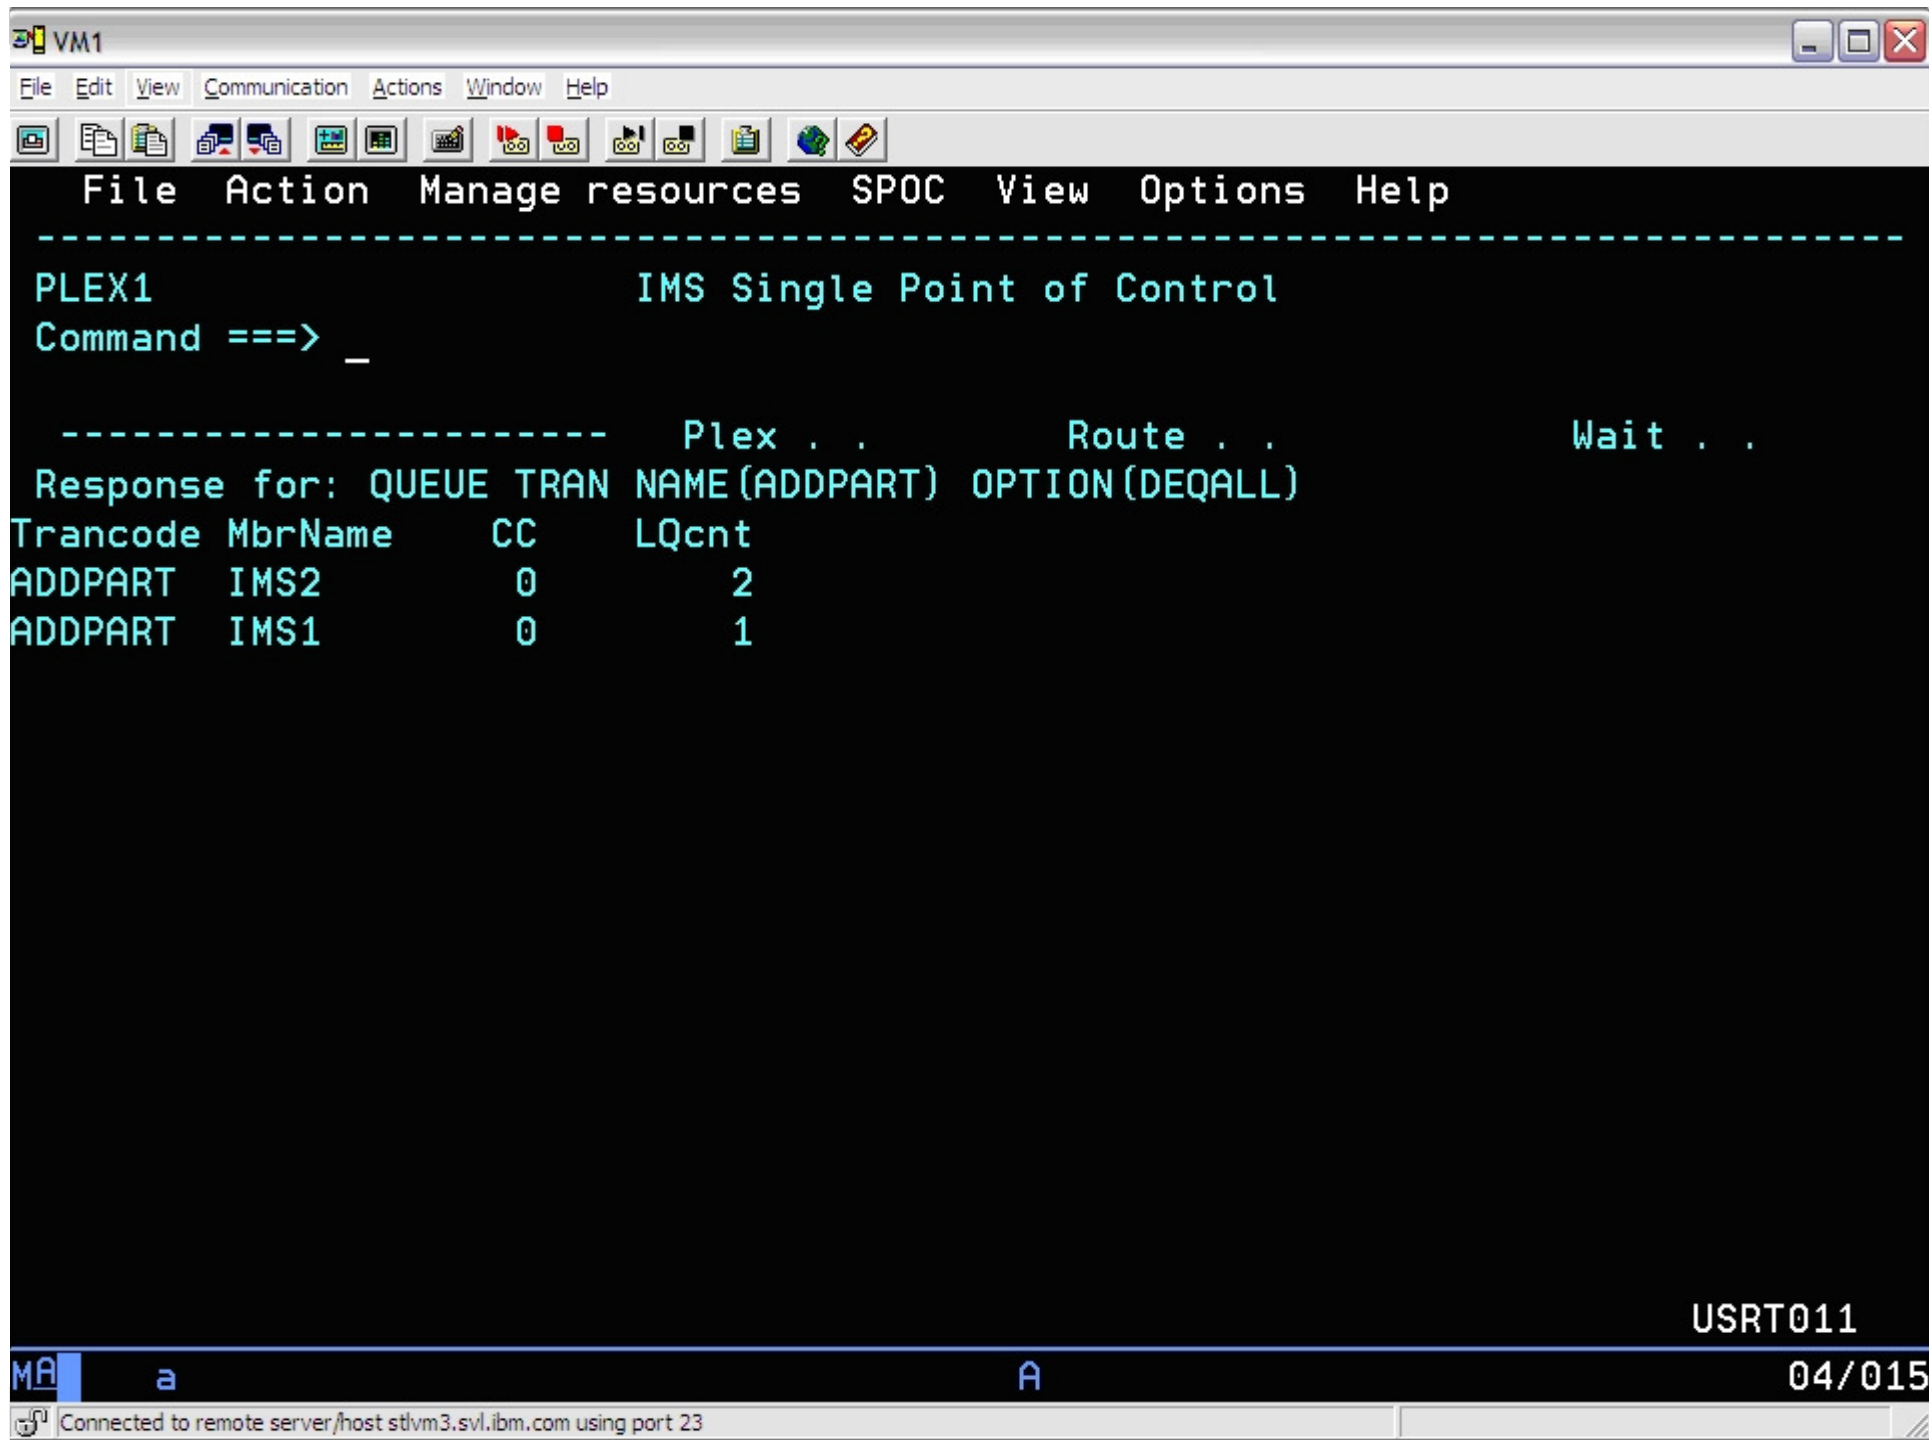 VM1
File Edit View Communication Actions Window Help
File Action Manage resources SPOC View Options Help
------------------------------------------------------------------------------
PLEX1 IMS Single Point of Control
Command ===> _
----------------------- Plex . . Route . . Wait . .
Response for: QUEUE TRAN NAME(ADDPART) OPTION(DEQALL)
Trancode MbrName CC LQcnt
ADDPART IMS2 0 2
ADDPART IMS1 0 1
USRT011
MA a A 04/015
Connected to remote server/host stlvm3.svl.ibm.com using port 23